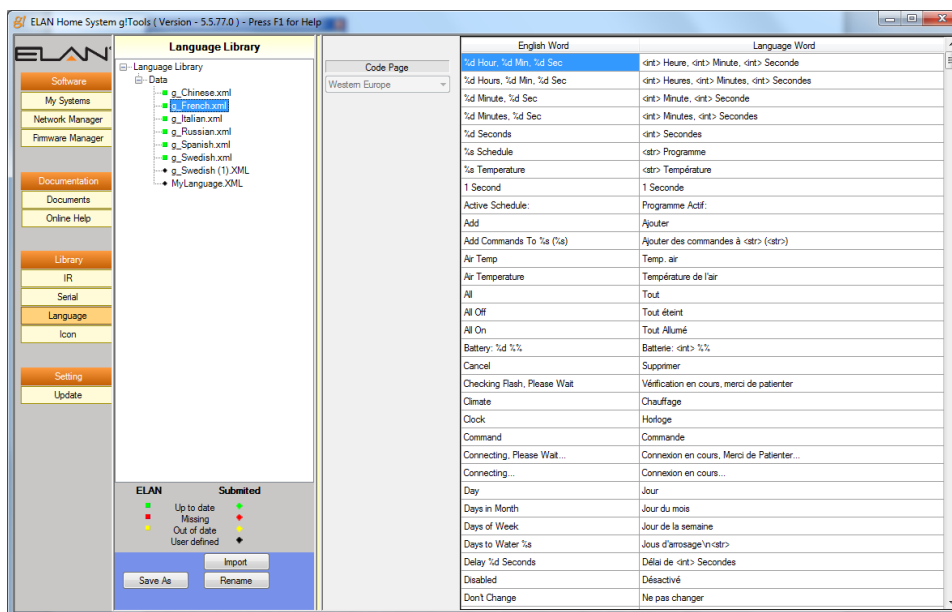 ELAN Home System g!Tools ( Version - 5.5.77.0 ) - Press F1 for Help
ELAN
Software
My Systems
Network Manager
Firmware Manager
Documentation
Documents
Online Help
Library
IR
Serial
Language
Icon
Setting
Update
Language Library
Language Library
Data
g_Chinese.xml
g_French.xml
g_Italian.xml
g_Russian.xml
g_Spanish.xml
g_Swedish.xml
g_Swedish (1).XML
MyLanguage.XML
ELAN Submited
Up to date
Missing
Out of date
User defined
Import
Save As Rename
Code Page
Western Europe
English Word Language Word
%d Hour, %d Min, %d Sec <int> Heure, <int> Minute, <int> Seconde
%d Hours, %d Min, %d Sec <int> Heures, <int> Minutes, <int> Secondes
%d Minute, %d Sec <int> Minute, <int> Seconde
%d Minutes, %d Sec <int> Minutes, <int> Secondes
%d Seconds <int> Secondes
%s Schedule <str> Programme
%s Temperature <str> Température
1 Second 1 Seconde
Active Schedule: Programme Actif:
Add Ajouter
Add Commands To %s (%s) Ajouter des commandes à <str> (<str>)
Air Temp Temp. air
Air Temperature Température de l'air
All Tout
All Off Tout éteint
All On Tout Allumé
Battery: %d %% Batterie: <int> %%
Cancel Supprimer
Checking Flash, Please Wait Vérification en cours, merci de patienter
Climate Chauffage
Clock Horloge
Command Commande
Connecting, Please Wait... Connexion en cours, Merci de Patienter...
Connecting... Connexion en cours...
Day Jour
Days in Month Jour du mois
Days of Week Jour de la semaine
Days to Water %s Jous d'arrosage\n<str>
Delay %d Seconds Délai de <int> Secondes
Disabled Désactivé
Don't Change Ne pas changer